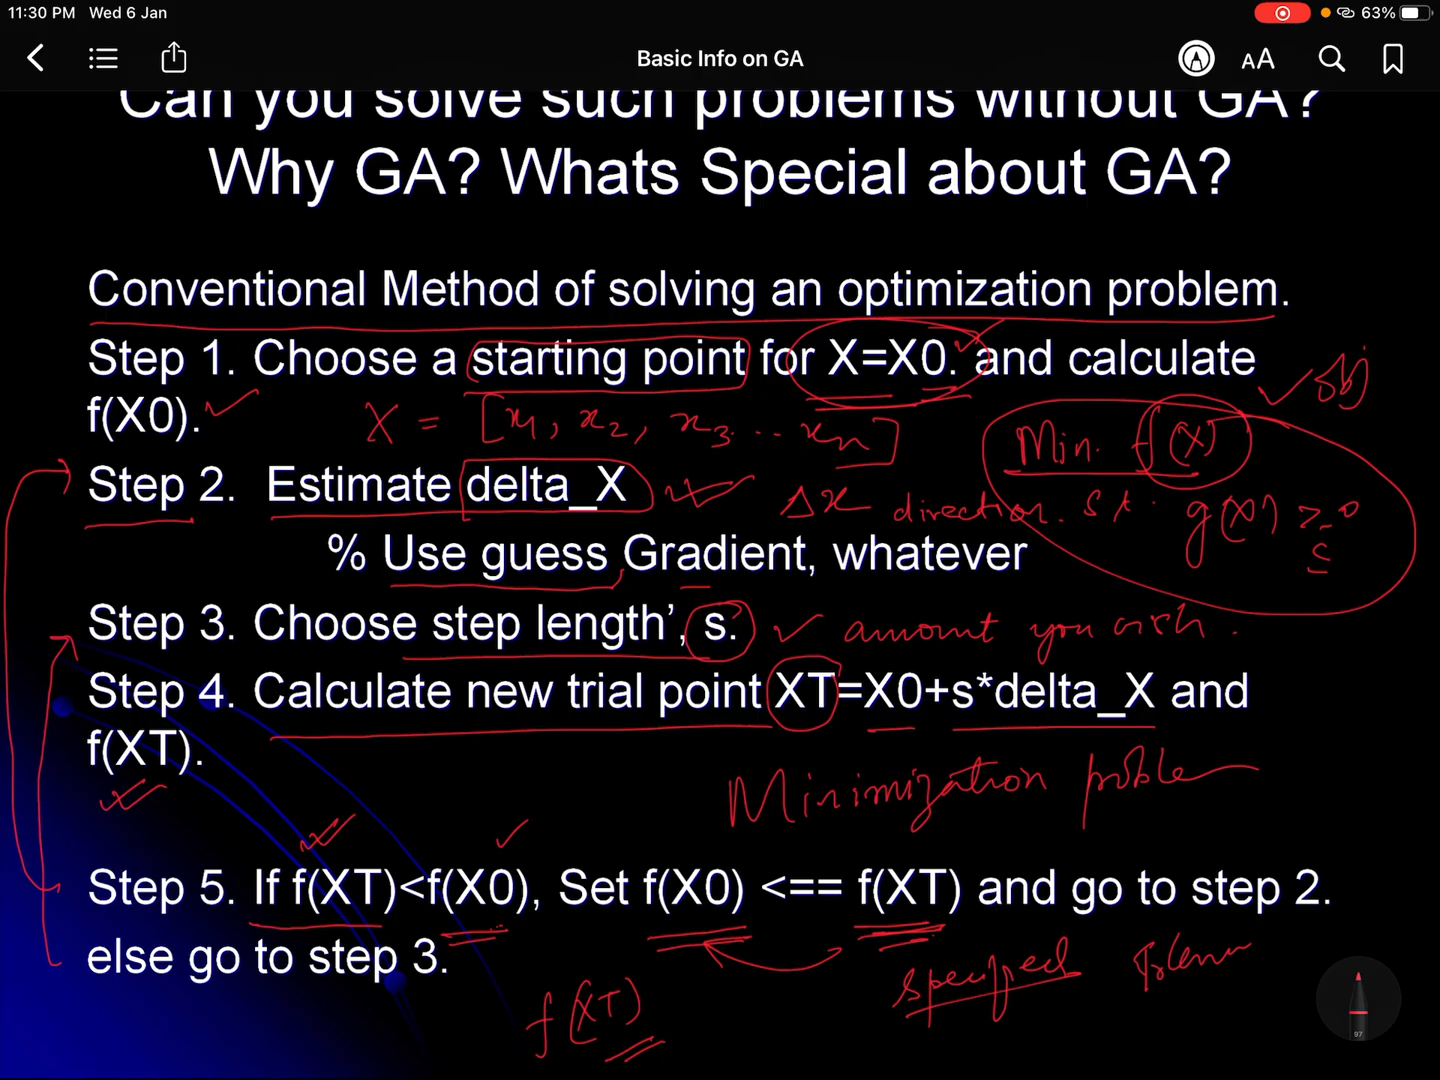 11:30 PM Wed 6 Jan
63%
Basic Info on GA
AA
Can you solve such problems without GA?
Why GA? Whats Special about GA?
Conventional Method of solving an optimization problem.
Step 1. Choose a starting point for X=X0. and calculate
obj
f(X0).
X = [x1, x2, x3... xn]
Min. f(X)
Step 2. Estimate delta_X
Δx direction. s t. g(X) ≥ 0
≤
% Use guess Gradient, whatever
Step 3. Choose step length', s.
amount you wish.
Step 4. Calculate new trial point XT=X0+s*delta_X and
f(XT).
Minimization problem
Step 5. If f(XT)<f(X0), Set f(X0) <== f(XT) and go to step 2.
else go to step 3.
specified
f(XT)
97